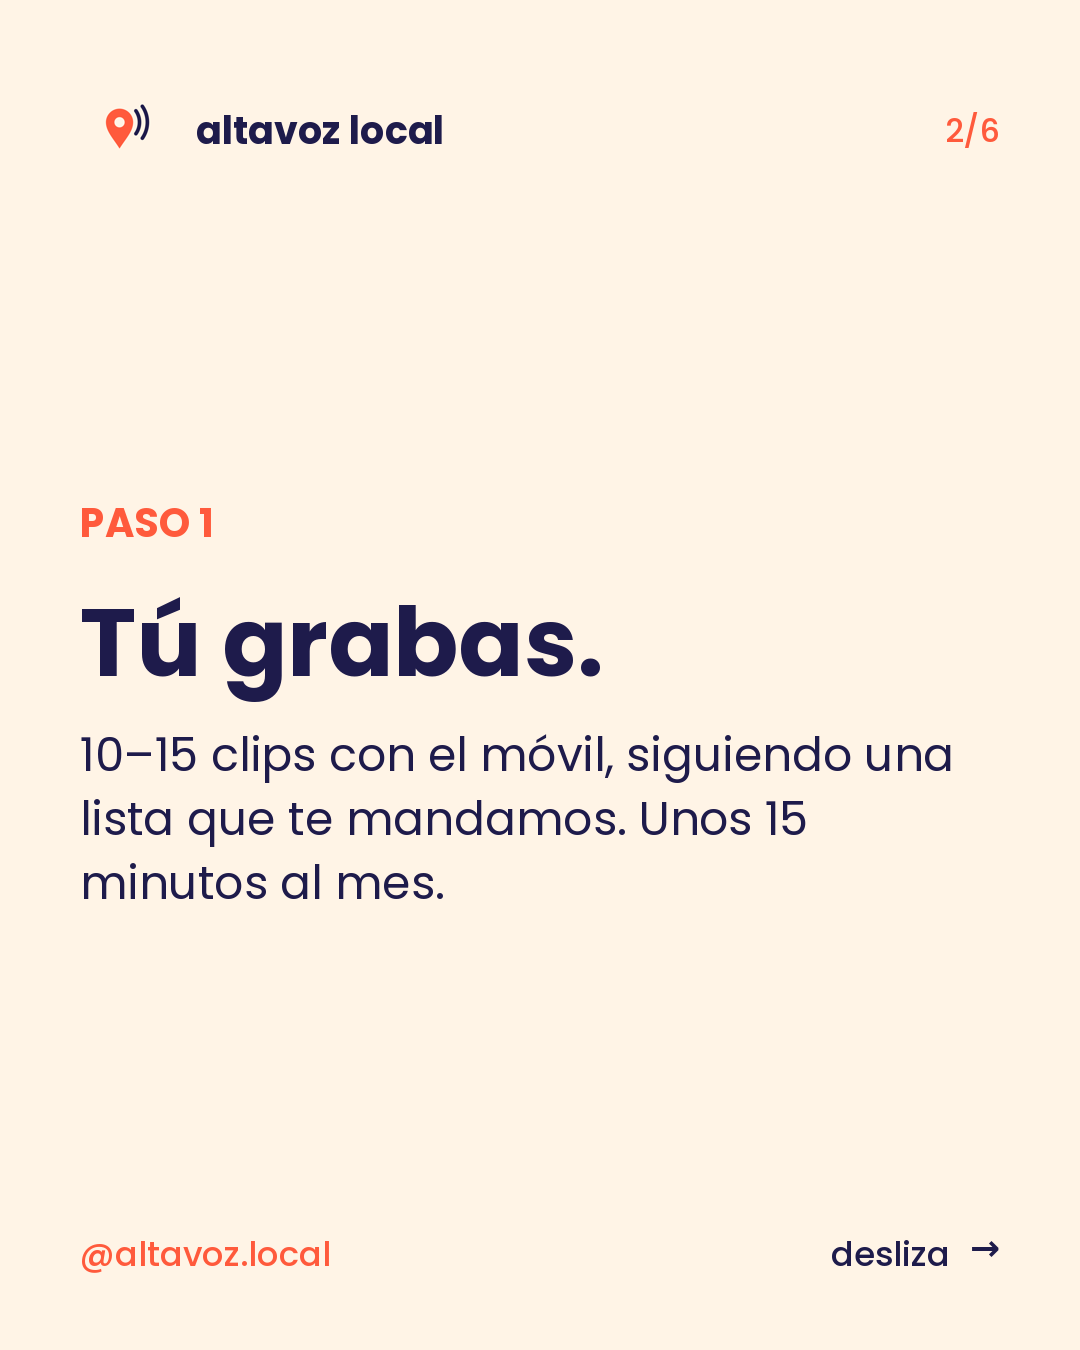 altavoz local
2/6
PASO 1
Tú grabas.
10–15 clips con el móvil, siguiendo una
lista que te mandamos. Unos 15
minutos al mes.
@altavoz.local
desliza →